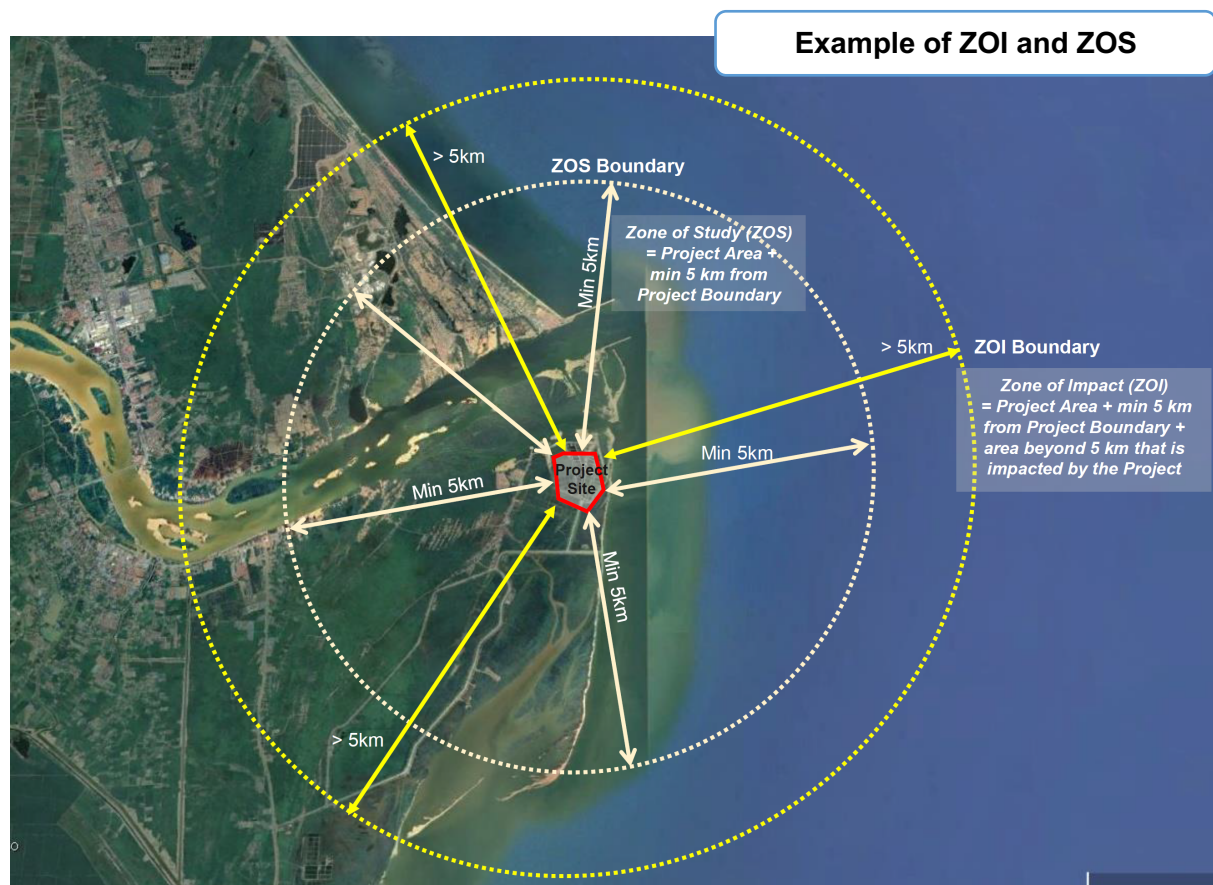 Example of ZOI and ZOS
> 5km
ZOS Boundary
Zone of Study (ZOS)
= Project Area +
min 5 km from
Project Boundary
Min 5km
> 5km
ZOI Boundary
Zone of Impact (ZOI)
= Project Area + min 5 km
from Project Boundary +
area beyond 5 km that is
impacted by the Project
Min 5km
Project
Site
Min 5km
Min 5km
> 5km